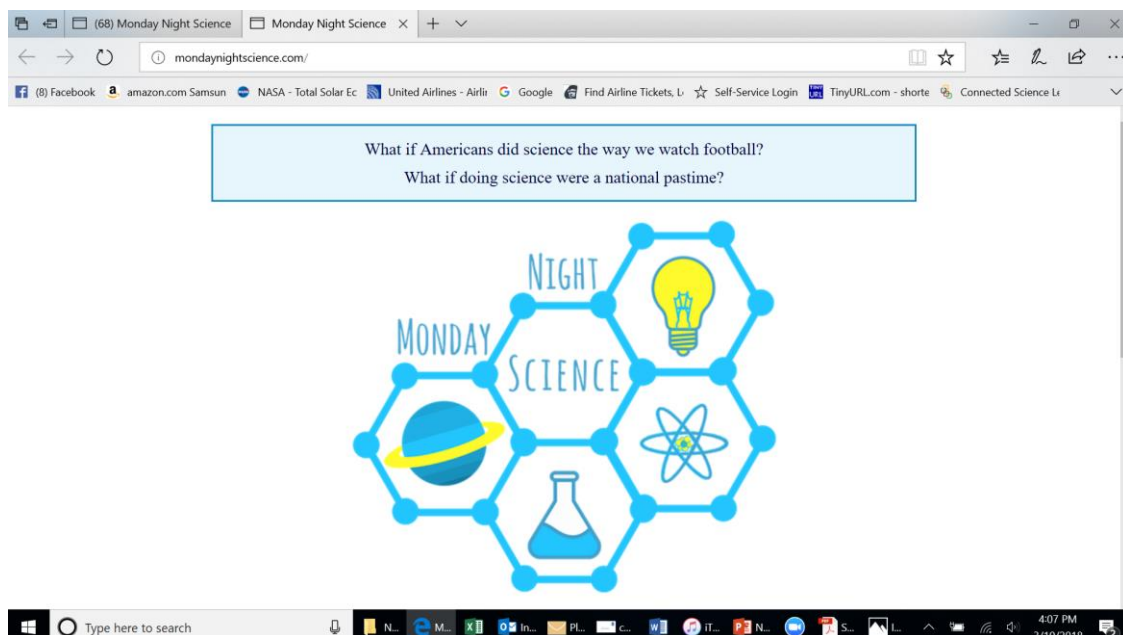 (68) Monday Night Science
Monday Night Science
mondaynightscience.com/
(8) Facebook
amazon.com Samsun
NASA - Total Solar Ec
United Airlines - Airli
Google
Find Airline Tickets, L
Self-Service Login
TinyURL.com - shorte
Connected Science Le
What if Americans did science the way we watch football?
What if doing science were a national pastime?
NIGHT
MONDAY
SCIENCE
Type here to search
N...
M...
In...
Pl...
c...
iT...
N...
S...
L...
4:07 PM